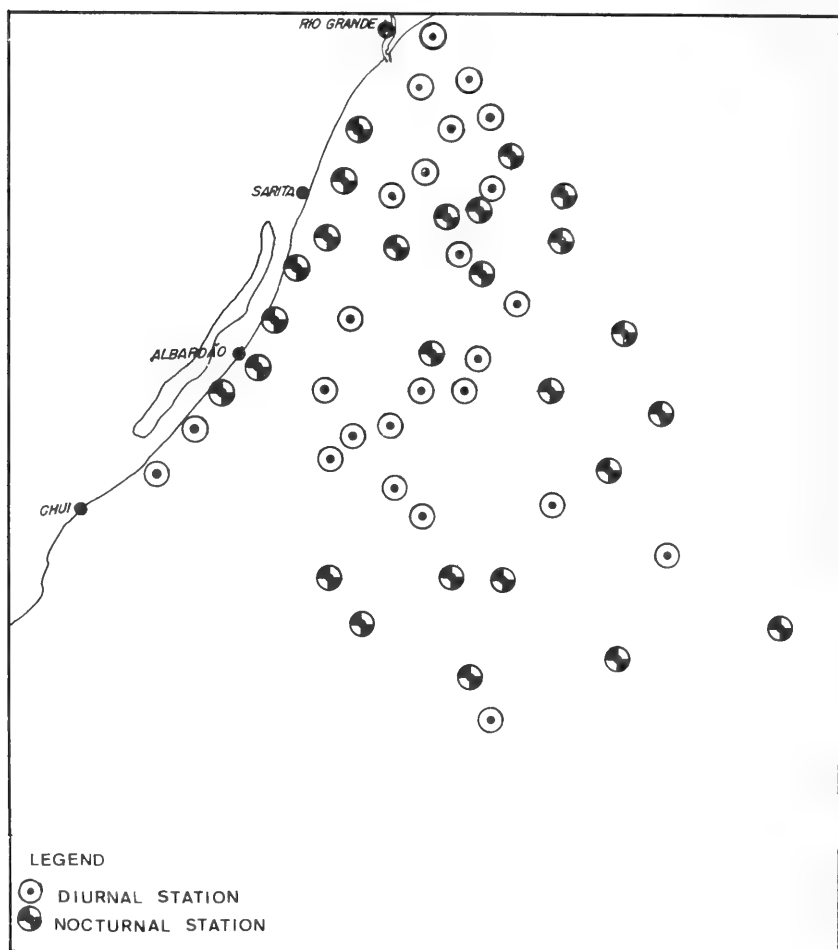 RIO GRANDE
SARITA
ALBARDÃO
CHUI
LEGEND
DIURNAL STATION
NOCTURNAL STATION